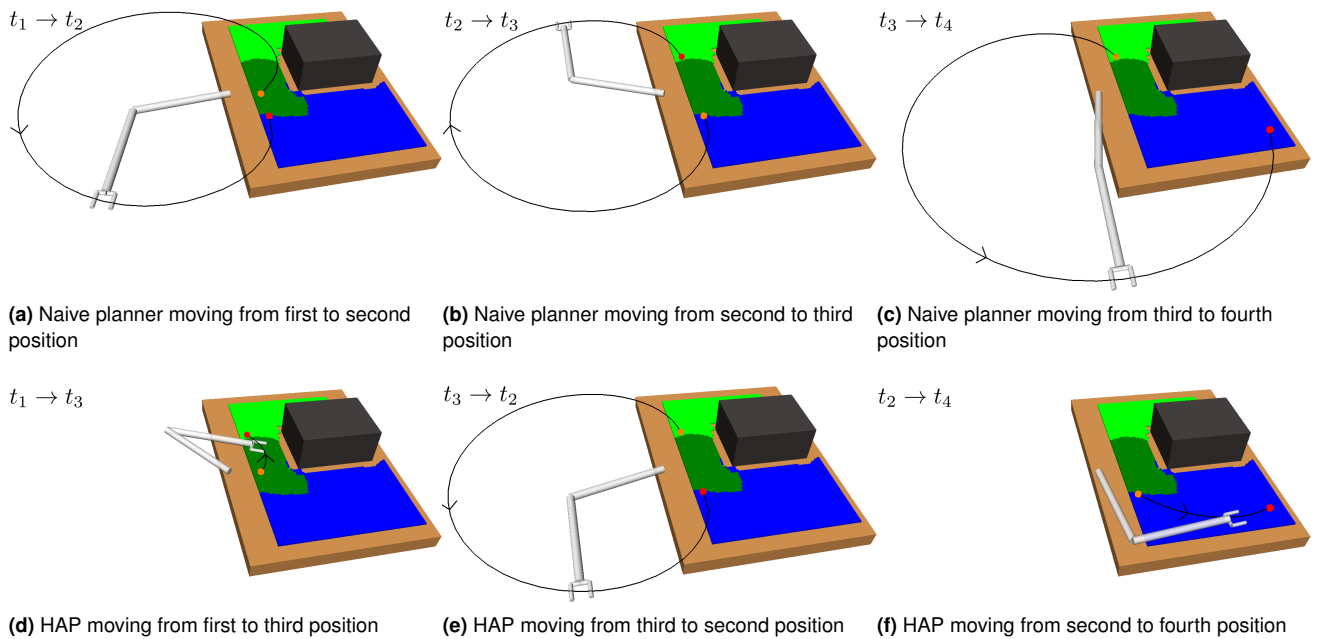 t₁ → t₂
t₂ → t₃
t₃ → t₄
(a) Naive planner moving from first to second
position
(b) Naive planner moving from second to third
position
(c) Naive planner moving from third to fourth
position
t₁ → t₃
t₃ → t₂
t₂ → t₄
(d) HAP moving from first to third position
(e) HAP moving from third to second position
(f) HAP moving from second to fourth position